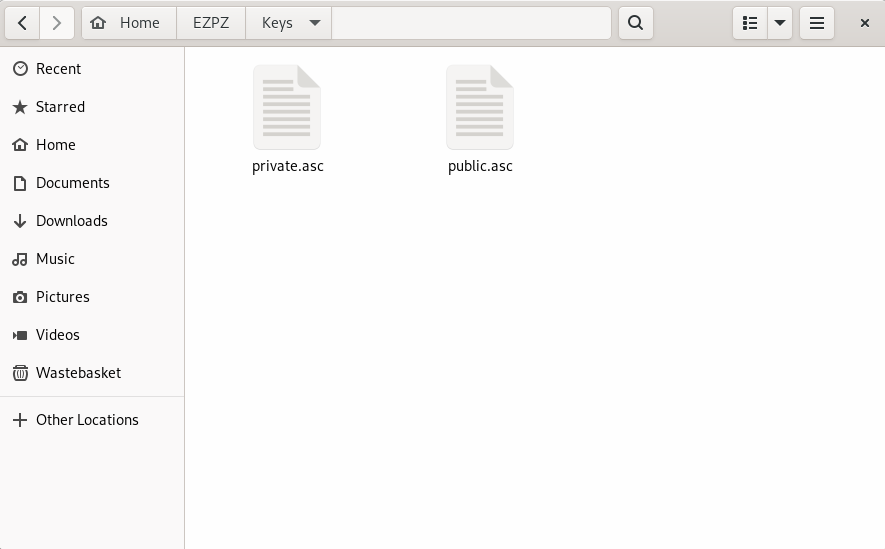 Home EZPZ Keys
Recent
Starred
Home
Documents
Downloads
Music
Pictures
Videos
Wastebasket
Other Locations
private.asc public.asc